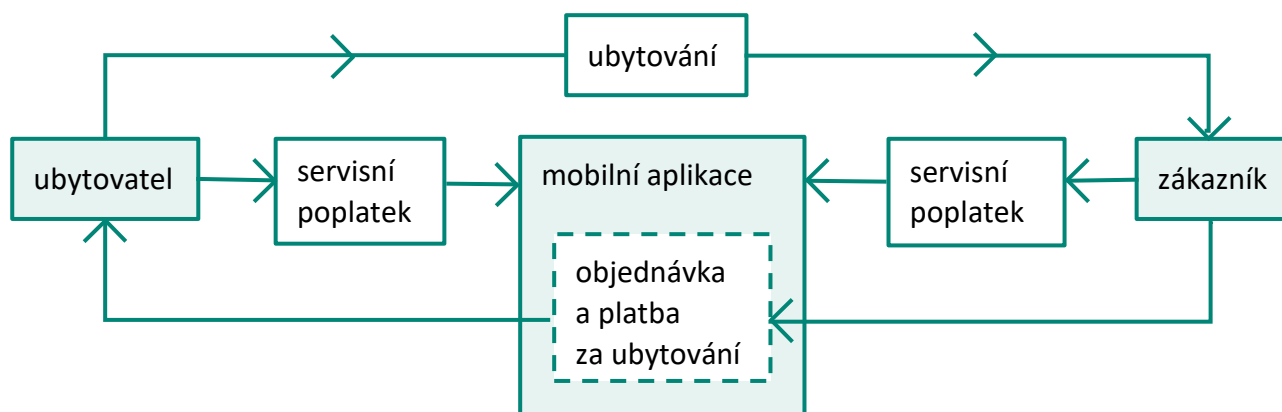 ubytování
ubytovatel
servisní
poplatek
mobilní aplikace
servisní
poplatek
zákazník
objednávka
a platba
za ubytování